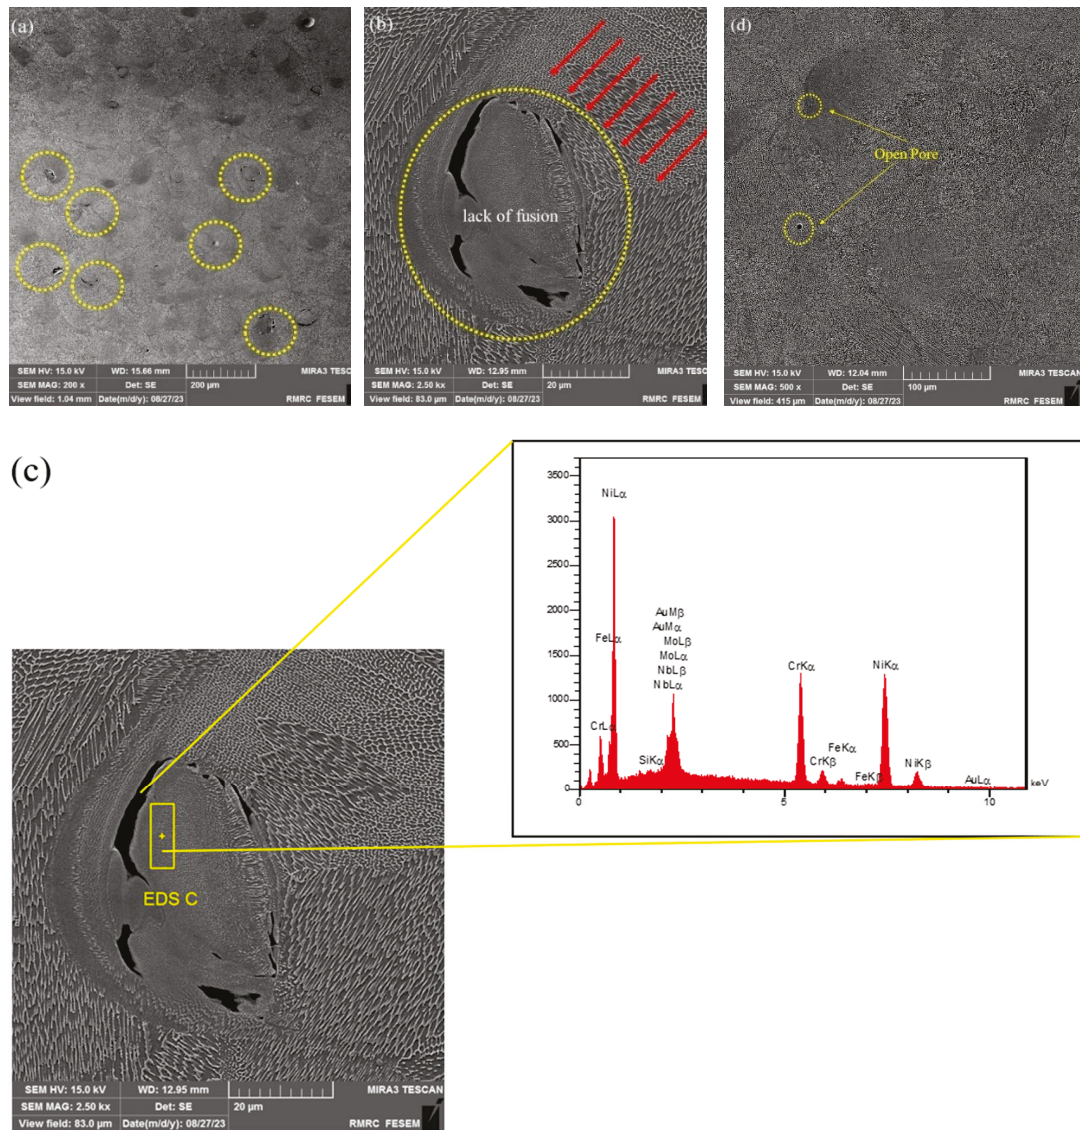 (a)
SEM HV: 15.0 kV WD: 15.66 mm MIRA3 TESCAN
SEM MAG: 200 x Det: SE 200 µm
View field: 1.04 mm Date(m/d/y): 08/27/23 RMRC FESEM
(b)
lack of fusion
SEM HV: 15.0 kV WD: 12.95 mm MIRA3 TESCAN
SEM MAG: 2.50 kx Det: SE 20 µm
View field: 83.0 µm Date(m/d/y): 08/27/23 RMRC FESEM
(d)
Open Pore
SEM HV: 15.0 kV WD: 12.04 mm MIRA3 TESCAN
SEM MAG: 500 x Det: SE 100 µm
View field: 415 µm Date(m/d/y): 08/27/23 RMRC FESEM
(c)
3500
3000
2500
2000
1500
1000
500
0
NiLα
FeLα
CrLα
SiKα
AuMβ
AuMα
MoLβ
MoLα
NbLβ
NbLα
CrKα
CrKβ
FeKα
FeKβ
NiKα
NiKβ
AuLα
keV
0 5 10
EDS C
SEM HV: 15.0 kV WD: 12.95 mm MIRA3 TESCAN
SEM MAG: 2.50 kx Det: SE 20 µm
View field: 83.0 µm Date(m/d/y): 08/27/23 RMRC FESEM